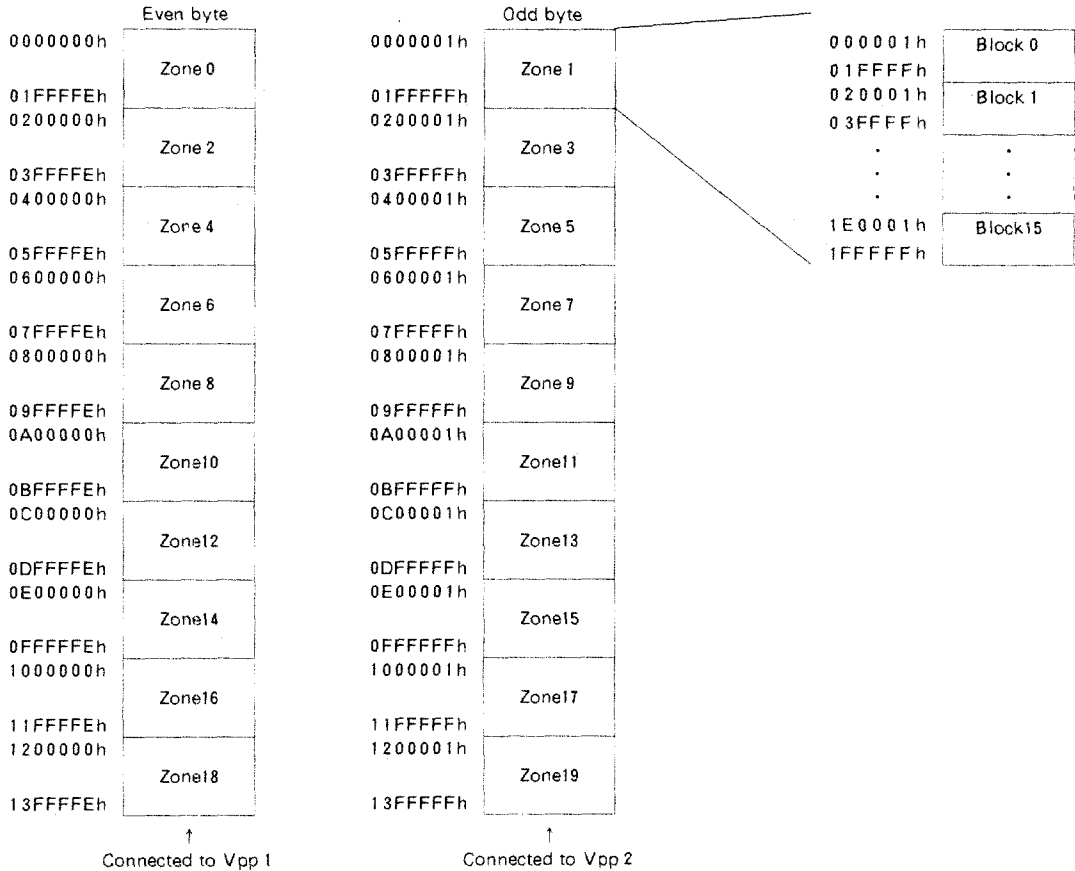 Even byte
0000000h
Zone 0
01FFFFEh
0200000h
Zone 2
03FFFFEh
0400000h
Zone 4
05FFFFEh
0600000h
Zone 6
07FFFFEh
0800000h
Zone 8
09FFFFEh
0A00000h
Zone10
0BFFFFEh
0C00000h
Zone12
0DFFFFEh
0E00000h
Zone14
0FFFFFEh
1000000h
Zone16
11FFFFEh
1200000h
Zone18
13FFFFEh
↑
Connected to Vpp 1
Odd byte
0000001h
Zone 1
01FFFFFh
0200001h
Zone 3
03FFFFFh
0400001h
Zone 5
05FFFFFh
0600001h
Zone 7
07FFFFFh
0800001h
Zone 9
09FFFFFh
0A00001h
Zone11
0BFFFFFh
0C00001h
Zone13
0DFFFFFh
0E00001h
Zone15
0FFFFFFh
1000001h
Zone17
11FFFFFh
1200001h
Zone19
13FFFFFh
↑
Connected to Vpp 2
000001h
Block 0
01FFFFh
020001h
Block 1
03FFFFh
1E0001h
Block15
1FFFFFh